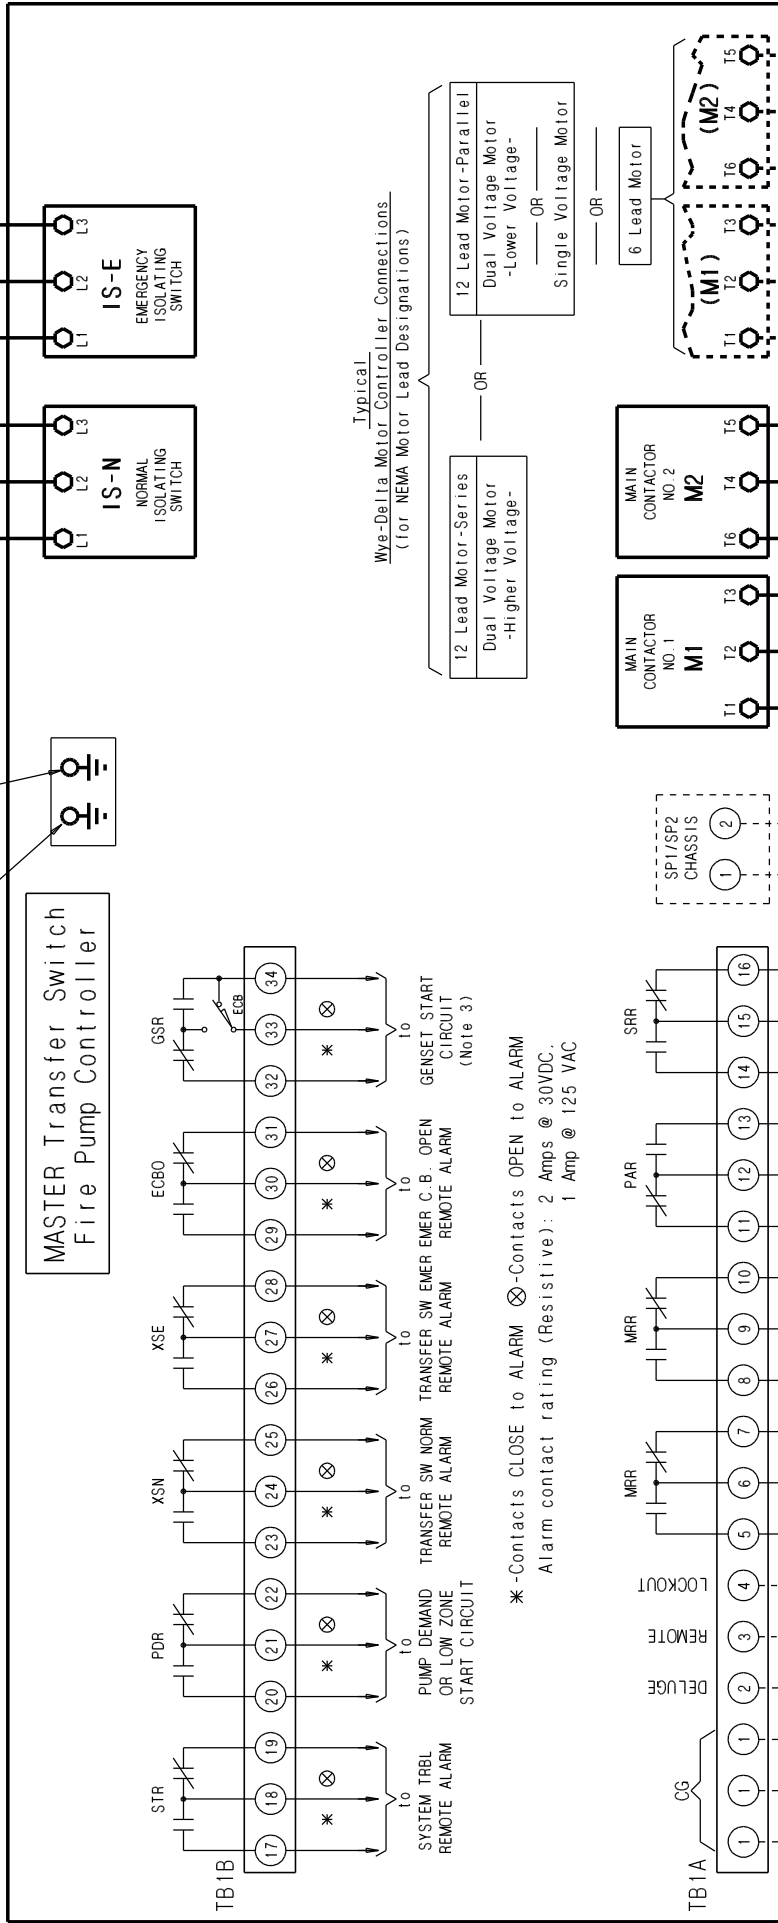 MASTER Transfer Switch
Fire Pump Controller
IS-N
NORMAL
ISOLATING
SWITCH
L1 L2 L3
IS-E
EMERGENCY
ISOLATING
SWITCH
L1 L2 L3
TB1B
STR PDR XSN XSE ECBO GSR
ECB
17 18 19 20 21 22 23 24 25 26 27 28 29 30 31 32 33 34
to
SYSTEM TRBL
REMOTE ALARM
to
PUMP DEMAND
OR LOW ZONE
START CIRCUIT
to
TRANSFER SW NORM
REMOTE ALARM
to
TRANSFER SW EMER
REMOTE ALARM
to
EMER C.B. OPEN
REMOTE ALARM
to
GENSET START
CIRCUIT
(Note 3)
Typical
Wye-Delta Motor Controller Connections
(for NEMA Motor Lead Designations)
12 Lead Motor-Series
Dual Voltage Motor
-Higher Voltage-
OR
12 Lead Motor-Parallel
Dual Voltage Motor
-Lower Voltage-
OR
Single Voltage Motor
OR
6 Lead Motor
*-Contacts CLOSE to ALARM ⊗-Contacts OPEN to ALARM
Alarm contact rating (Resistive): 2 Amps @ 30VDC.
1 Amp @ 125 VAC
TB1A
CG
DELUGE
REMOTE
LOCKOUT
MRR MRR PAR SRR
1 1 1 2 3 4 5 6 7 8 9 10 11 12 13 14 15 16
SP1/SP2
CHASSIS
1 2
MAIN
CONTACTOR
NO.1
M1
T1 T2 T3
MAIN
CONTACTOR
NO.2
M2
T6 T4 T5
(M1)
T1 T2 T3
(M2)
T6 T4 T5